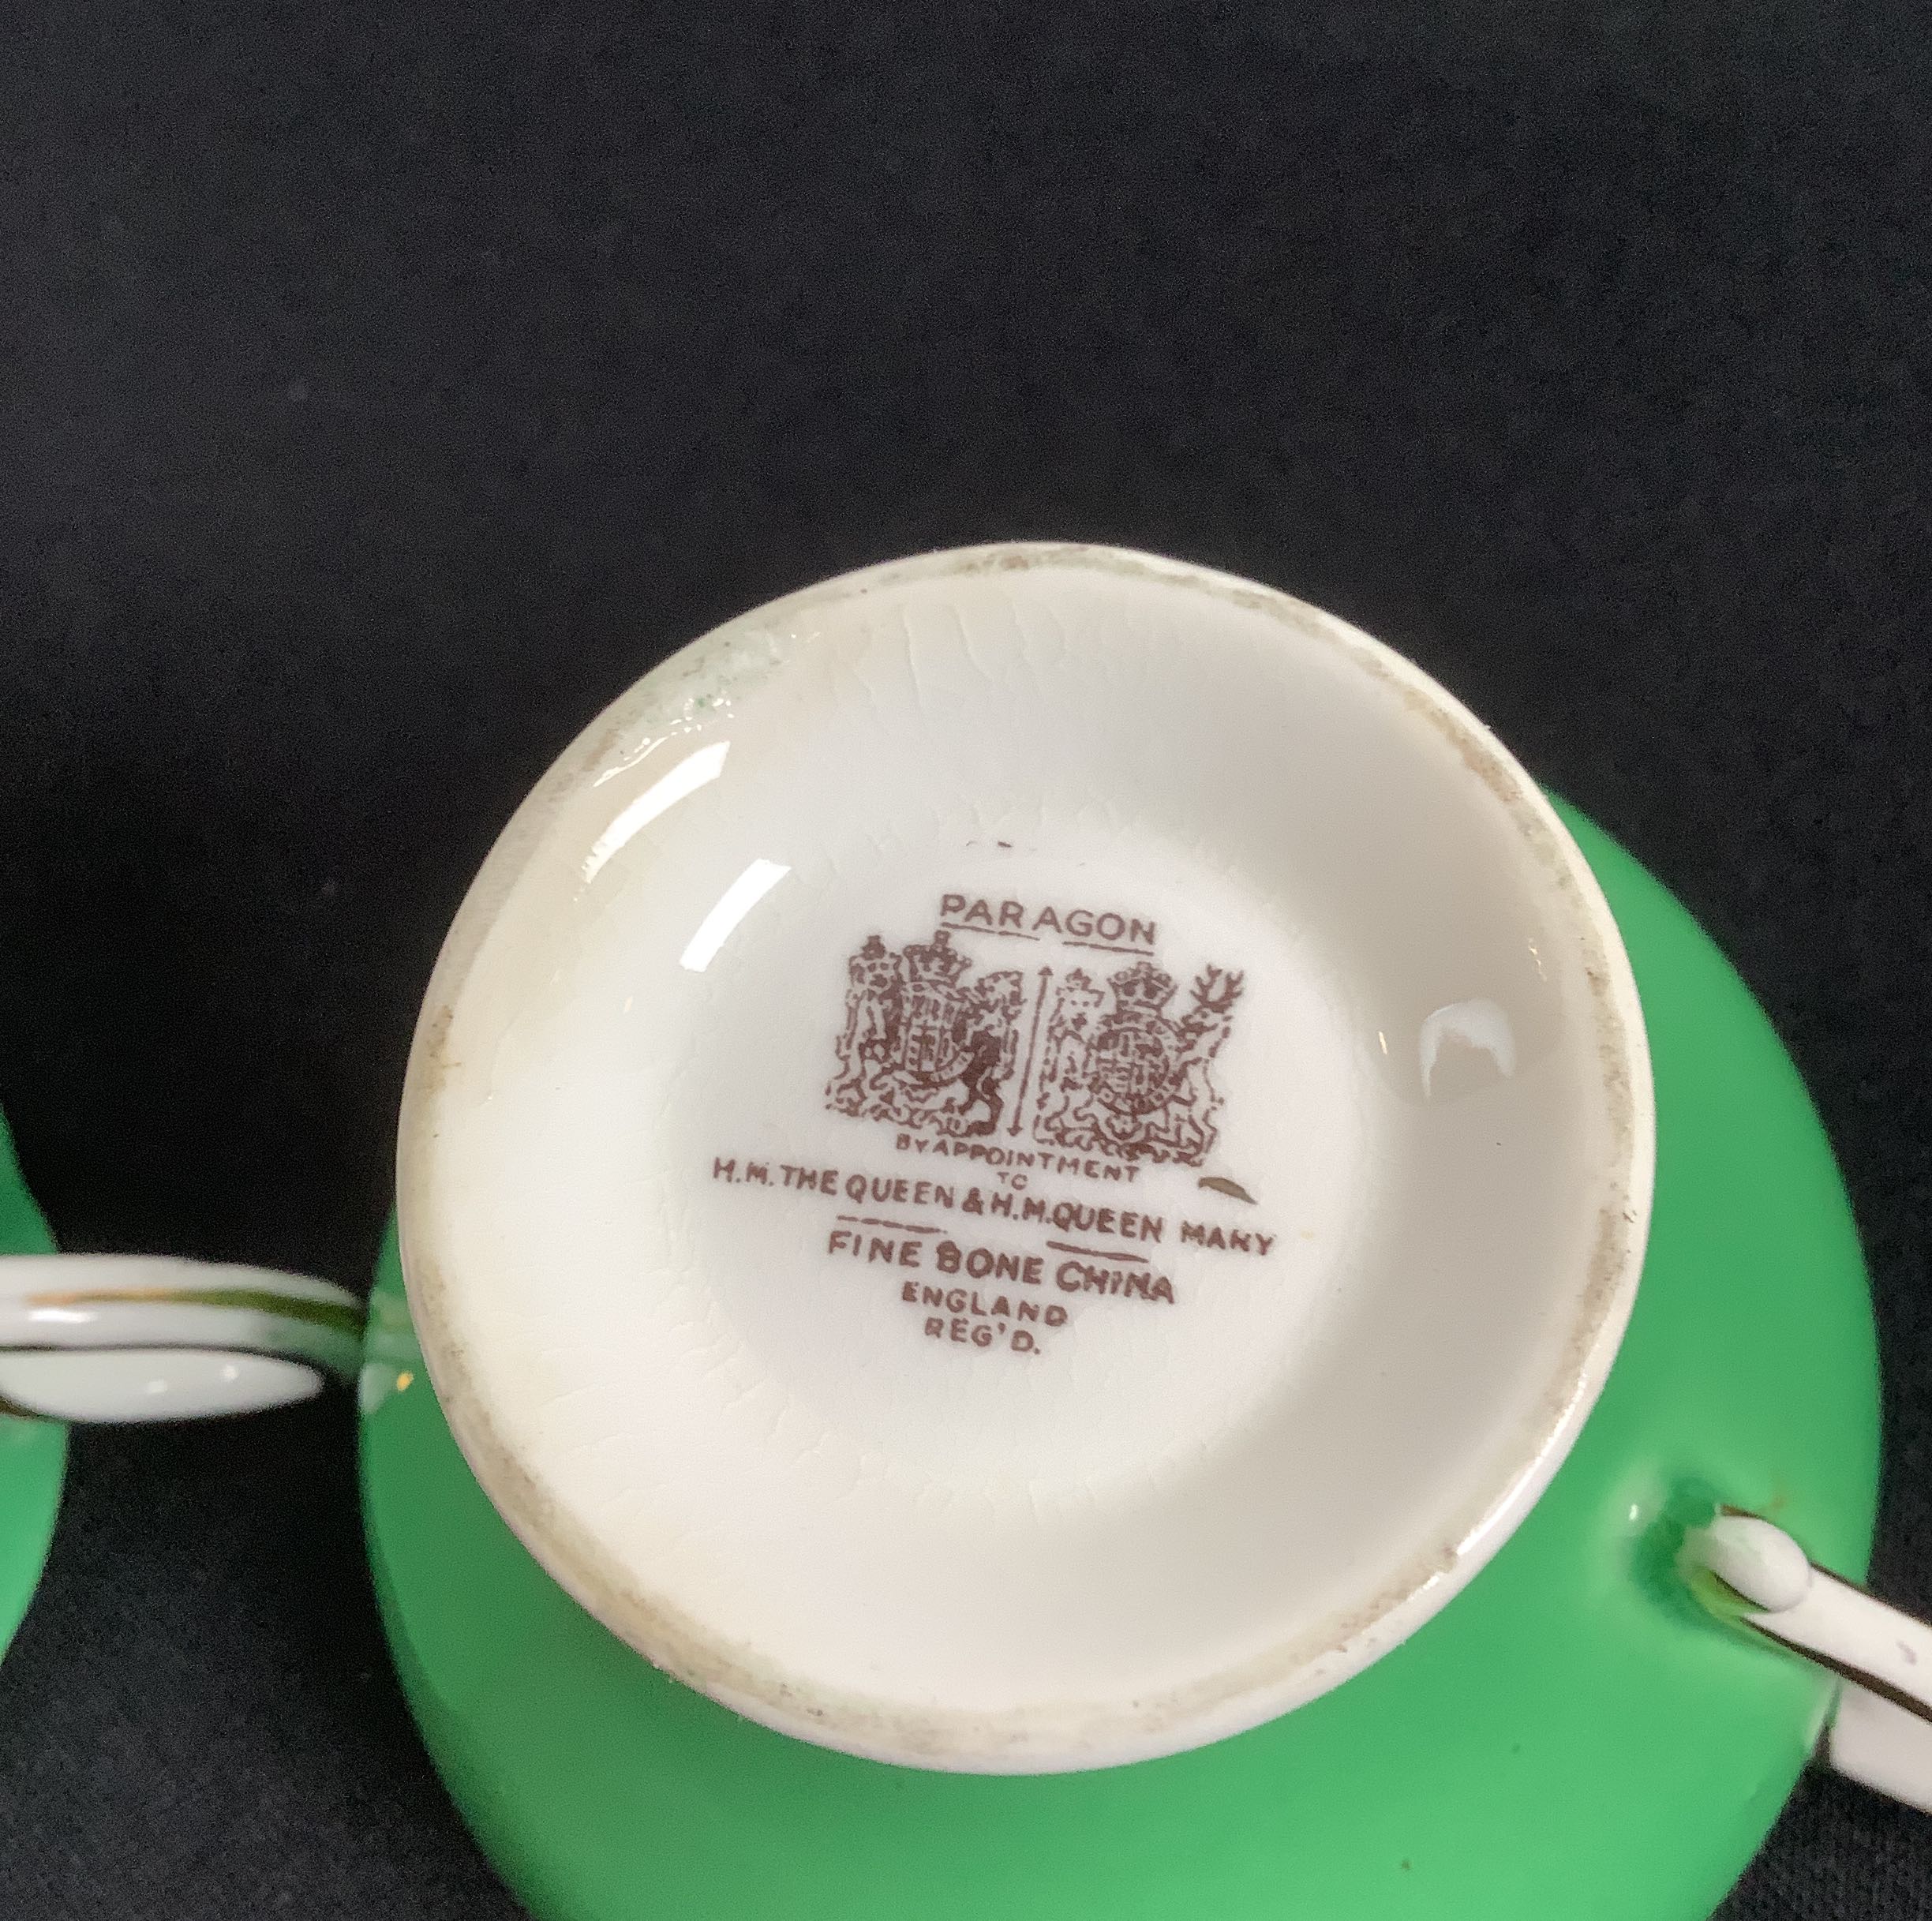 PARAGON
BY APPOINTMENT
TO
H.M. THE QUEEN & H.M. QUEEN MARY
FINE BONE CHINA
ENGLAND
REG'D.